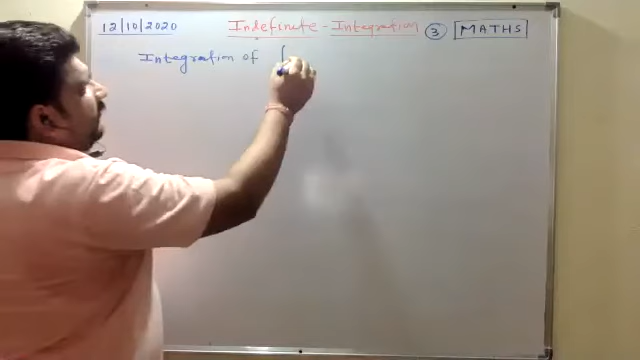 12/10/2020 Indefinite - Integration 3 MATHS
Integration of ∫